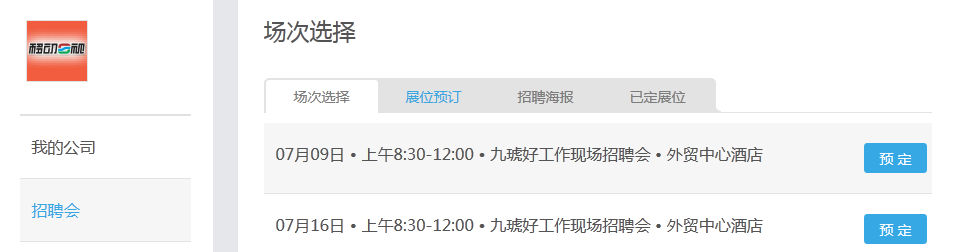 移动e秘
场次选择
场次选择 展位预订 招聘海报 已定展位
我的公司
招聘会
07月09日 • 上午8:30-12:00 • 九琥好工作现场招聘会 • 外贸中心酒店 预 定
07月16日 • 上午8:30-12:00 • 九琥好工作现场招聘会 • 外贸中心酒店 预 定